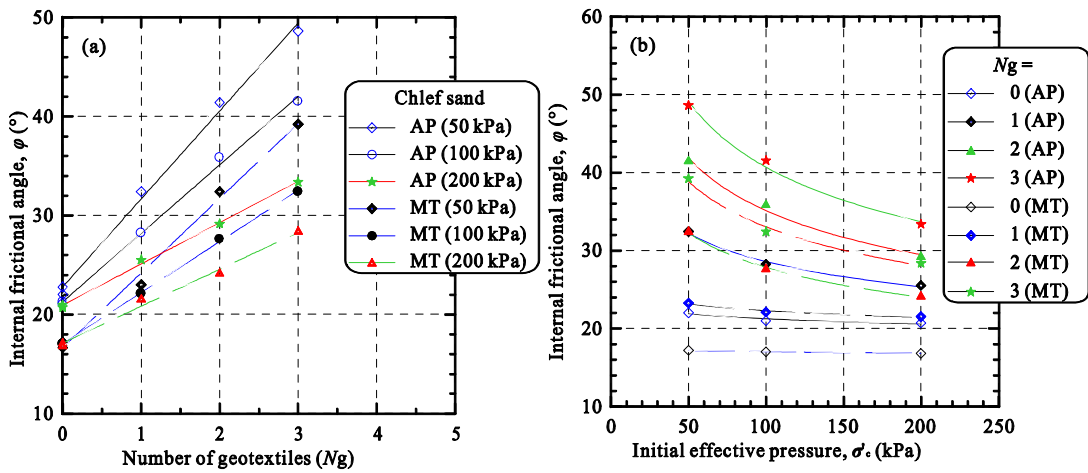 (a)
50
40
30
20
10
0
1
2
3
4
5
Internal frictional angle, φ (°)
Number of geotextiles (Ng)
Chlef sand
AP (50 kPa)
AP (100 kPa)
AP (200 kPa)
MT (50 kPa)
MT (100 kPa)
MT (200 kPa)
(b)
60
50
40
30
20
10
0
50
100
150
200
250
Internal frictional angle, φ (°)
Initial effective pressure, σ'c (kPa)
Ng =
0 (AP)
1 (AP)
2 (AP)
3 (AP)
0 (MT)
1 (MT)
2 (MT)
3 (MT)